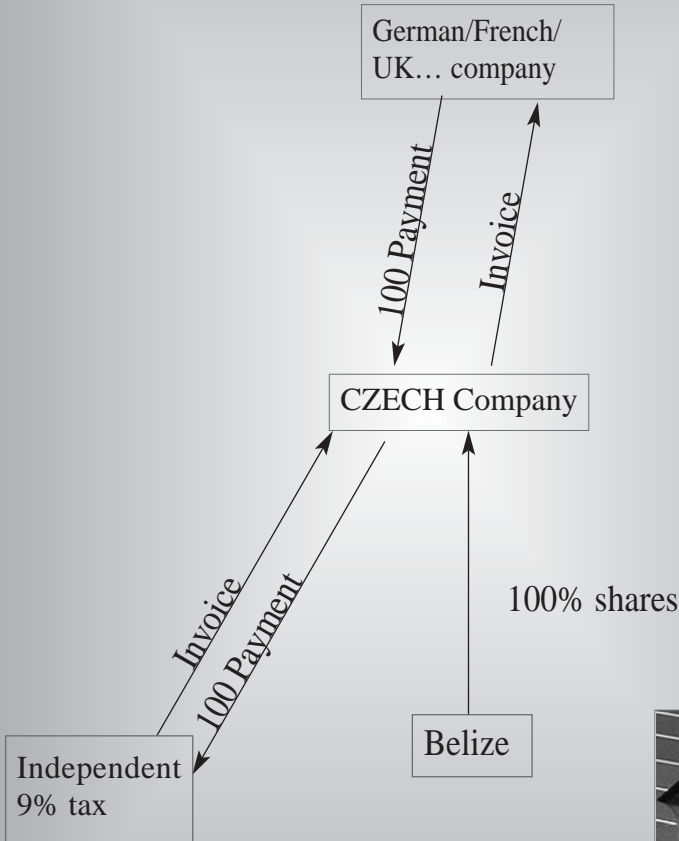 German/French/
UK… company
100 Payment
Invoice
CZECH Company
Invoice
100 Payment
100% shares
Independent
9% tax
Belize